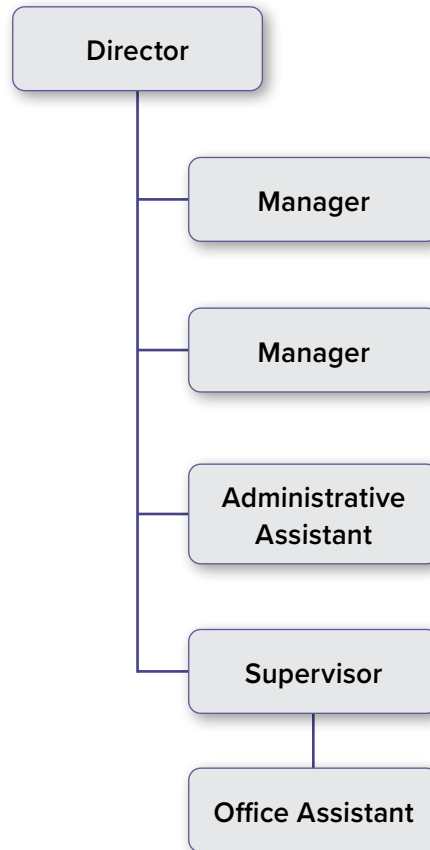 Director
Manager
Manager
Administrative
Assistant
Supervisor
Office Assistant